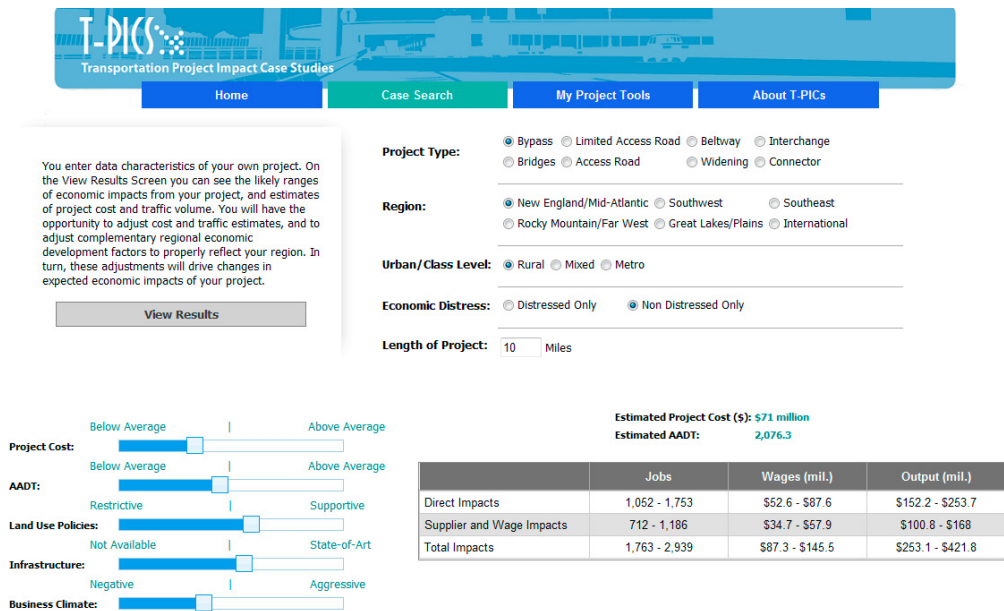 T-PICS
Transportation Project Impact Case Studies
Home Case Search My Project Tools About T-PICs
You enter data characteristics of your own project. On
the View Results Screen you can see the likely ranges
of economic impacts from your project, and estimates
of project cost and traffic volume. You will have the
opportunity to adjust cost and traffic estimates, and to
adjust complementary regional economic
development factors to properly reflect your region. In
turn, these adjustments will drive changes in
expected economic impacts of your project.
View Results
Project Type: Bypass Limited Access Road Beltway Interchange
Bridges Access Road Widening Connector
Region: New England/Mid-Atlantic Southwest Southeast
Rocky Mountain/Far West Great Lakes/Plains International
Urban/Class Level: Rural Mixed Metro
Economic Distress: Distressed Only Non Distressed Only
Length of Project: 10 Miles
Below Average | Above Average
Project Cost:
Below Average | Above Average
AADT:
Restrictive | Supportive
Land Use Policies:
Not Available | State-of-Art
Infrastructure:
Negative | Aggressive
Business Climate:
Estimated Project Cost ($): $71 million
Estimated AADT: 2,076.3
Jobs Wages (mil.) Output (mil.)
Direct Impacts 1,052 - 1,753 $52.6 - $87.6 $152.2 - $253.7
Supplier and Wage Impacts 712 - 1,186 $34.7 - $57.9 $100.8 - $168
Total Impacts 1,763 - 2,939 $87.3 - $145.5 $253.1 - $421.8